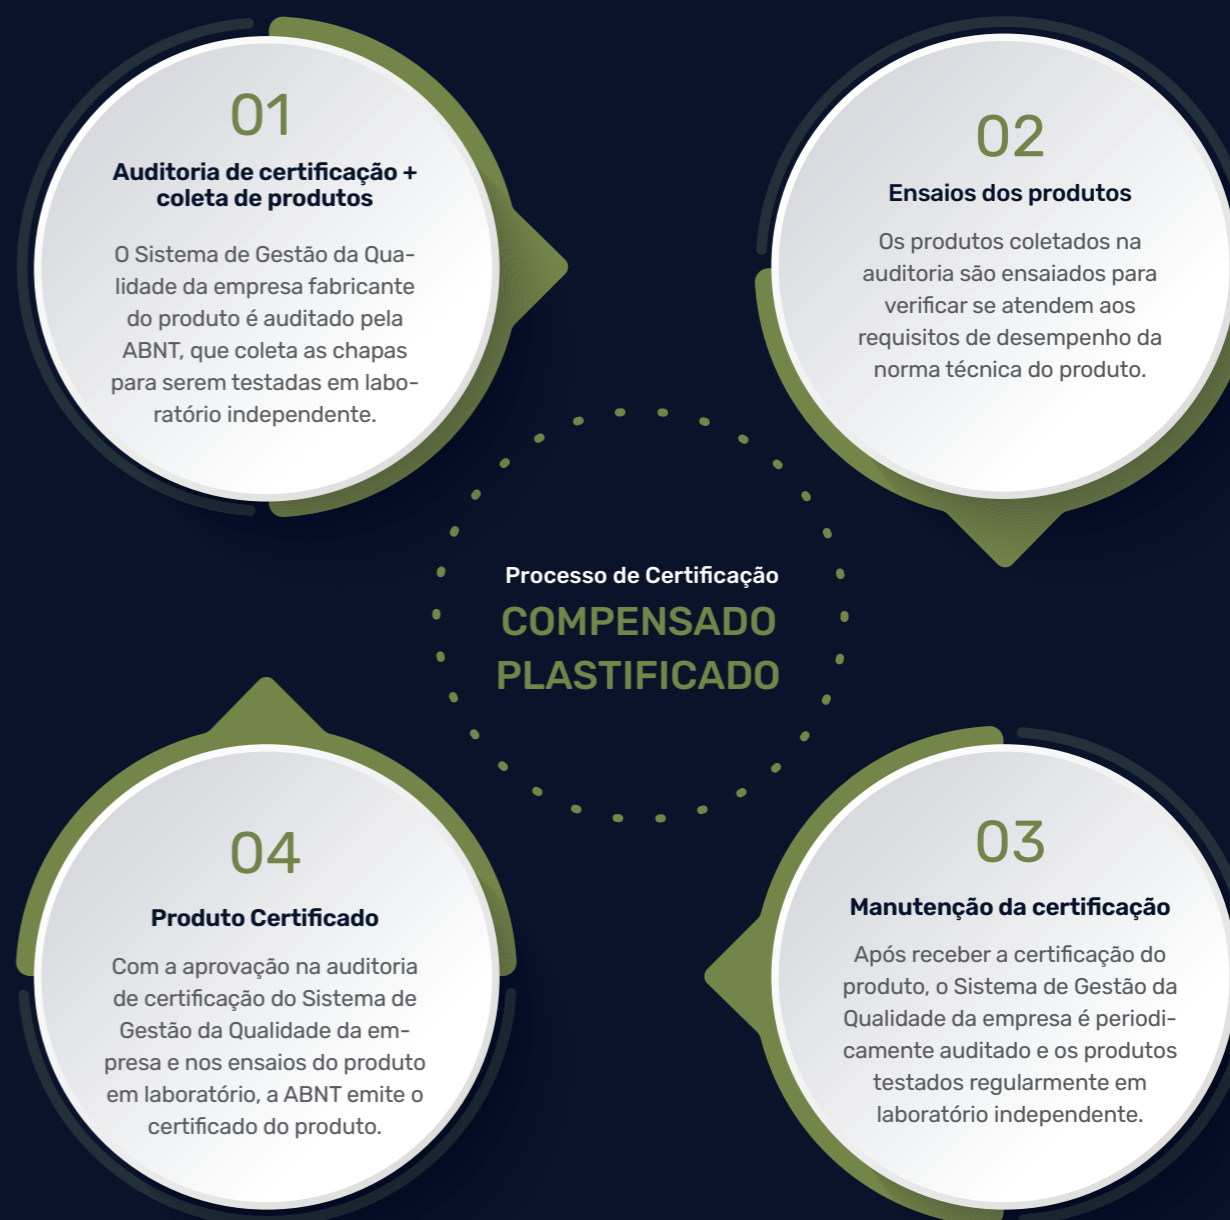 01
Auditoria de certificação +
coleta de produtos
O Sistema de Gestão da Qua-
lidade da empresa fabricante
do produto é auditado pela
ABNT, que coleta as chapas
para serem testadas em labo-
ratório independente.
02
Ensaios dos produtos
Os produtos coletados na
auditoria são ensaiados para
verificar se atendem aos
requisitos de desempenho da
norma técnica do produto.
Processo de Certificação
COMPENSADO
PLASTIFICADO
03
Manutenção da certificação
Após receber a certificação do
produto, o Sistema de Gestão da
Qualidade da empresa é periodi-
camente auditado e os produtos
testados regularmente em
laboratório independente.
04
Produto Certificado
Com a aprovação na auditoria
de certificação do Sistema de
Gestão da Qualidade da em-
presa e nos ensaios do produto
em laboratório, a ABNT emite o
certificado do produto.